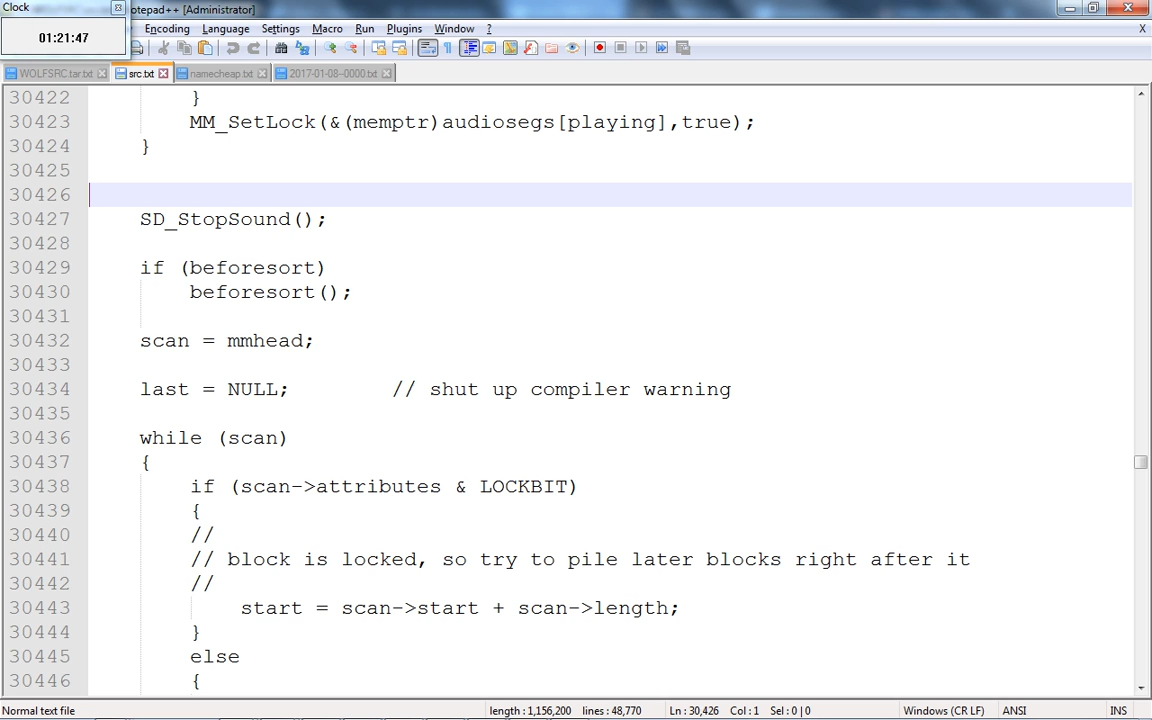 Clock
otepad++ [Administrator]
01:21:47
Encoding Language Settings Macro Run Plugins Window ? X
WOLFSRC.tar.txt src.txt namecheap.txt 2017-01-08--0000.txt
30422 }
30423 MM_SetLock(&(memptr)audiosegs[playing],true);
30424 }
30425
30426
30427 SD_StopSound();
30428
30429 if (beforesort)
30430 beforesort();
30431
30432 scan = mmhead;
30433
30434 last = NULL; // shut up compiler warning
30435
30436 while (scan)
30437 {
30438 if (scan->attributes & LOCKBIT)
30439 {
30440 //
30441 // block is locked, so try to pile later blocks right after it
30442 //
30443 start = scan->start + scan->length;
30444 }
30445 else
30446 {
Normal text file length : 1,156,200 lines : 48,770 Ln : 30,426 Col : 1 Sel : 0 | 0 Windows (CR LF) ANSI INS